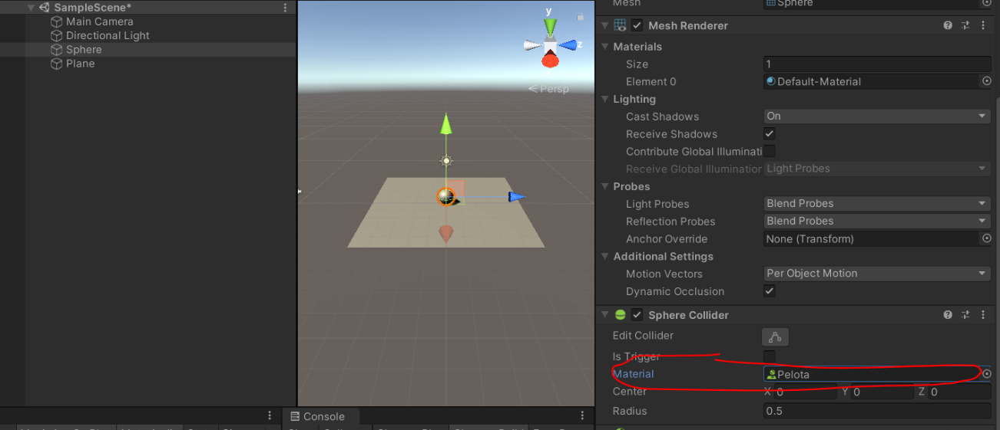 SampleScene*
Main Camera
Directional Light
Sphere
Plane
y
z
Persp
Console
Mesh
Sphere
Mesh Renderer
Materials
Size
1
Element 0
Default-Material
Lighting
Cast Shadows
On
Receive Shadows
Contribute Global Illuminati
Receive Global Illumination
Light Probes
Probes
Light Probes
Blend Probes
Reflection Probes
Blend Probes
Anchor Override
None (Transform)
Additional Settings
Motion Vectors
Per Object Motion
Dynamic Occlusion
Sphere Collider
Edit Collider
Is Trigger
Material
Pelota
Center
X 0 Y 0 Z 0
Radius
0.5